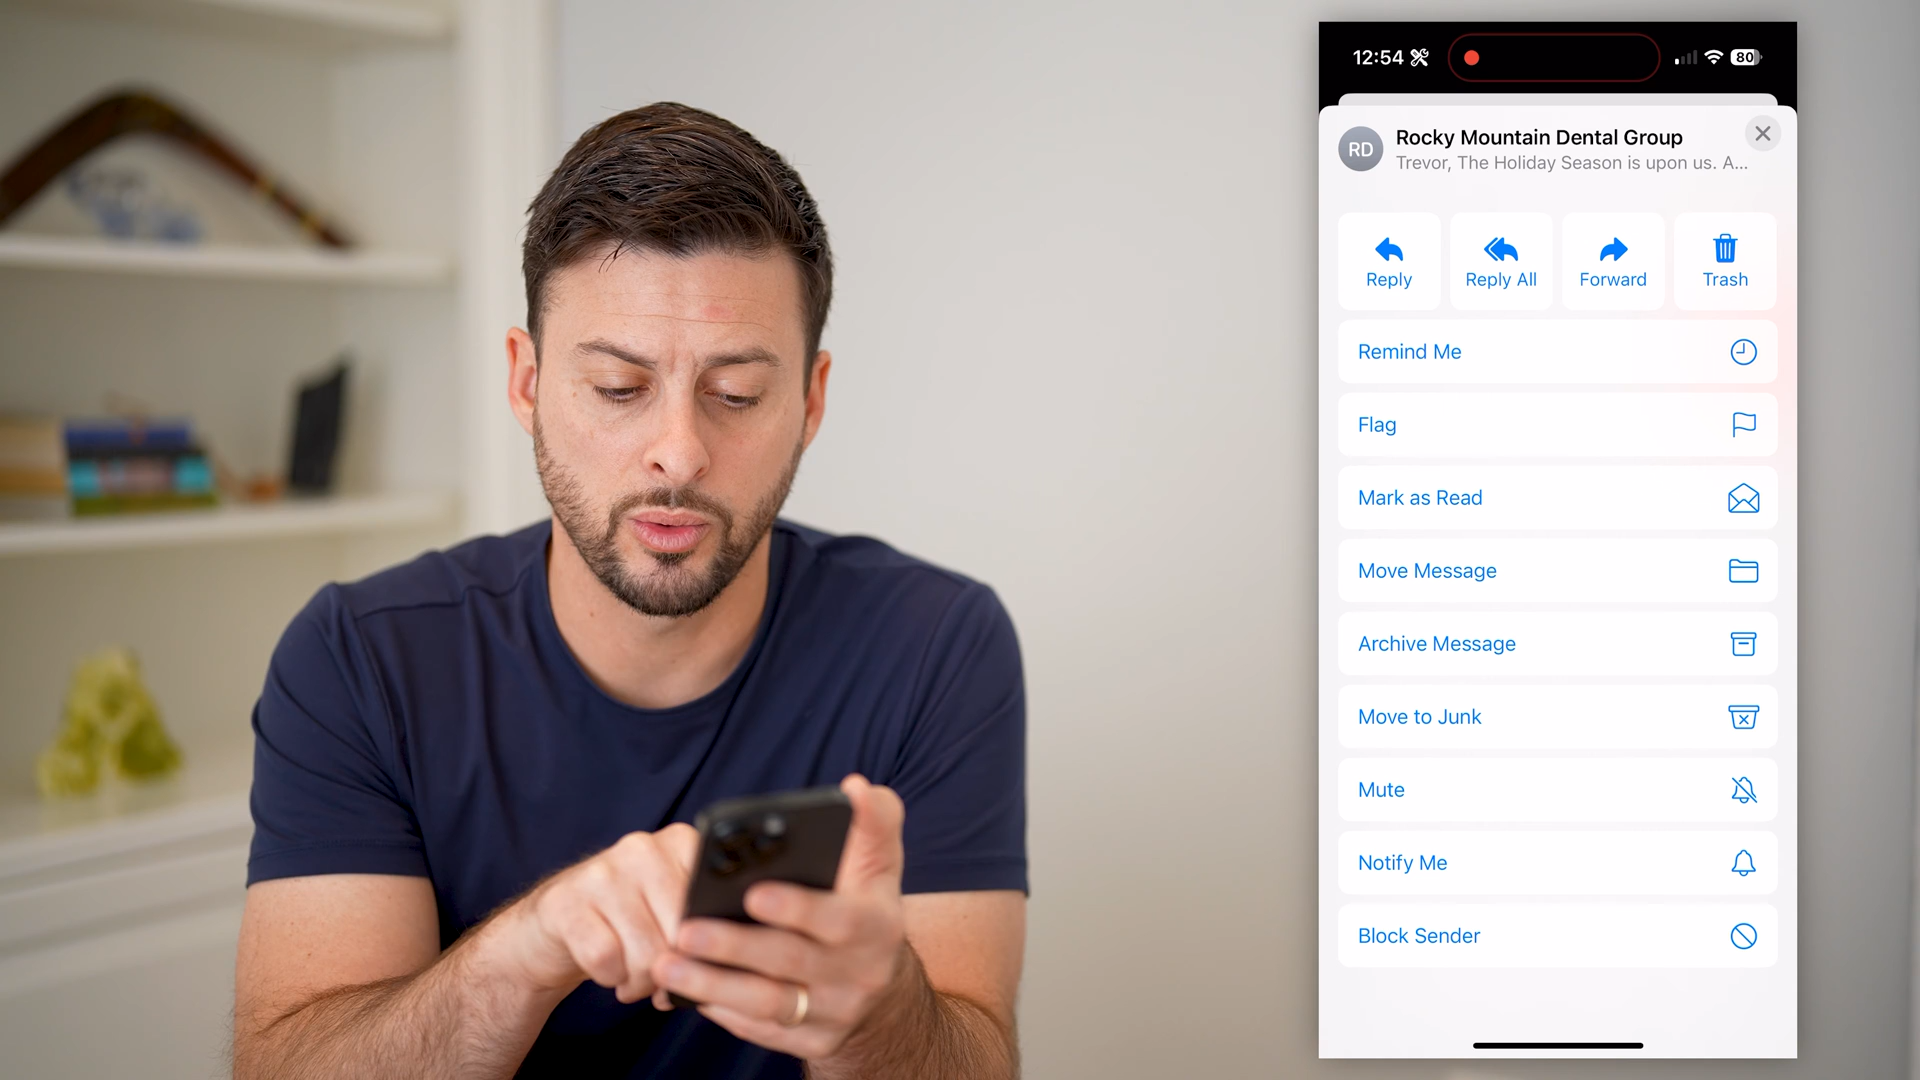 12:54
80
RD
Rocky Mountain Dental Group
Trevor, The Holiday Season is upon us. A...
Reply
Reply All
Forward
Trash
Remind Me
Flag
Mark as Read
Move Message
Archive Message
Move to Junk
Mute
Notify Me
Block Sender